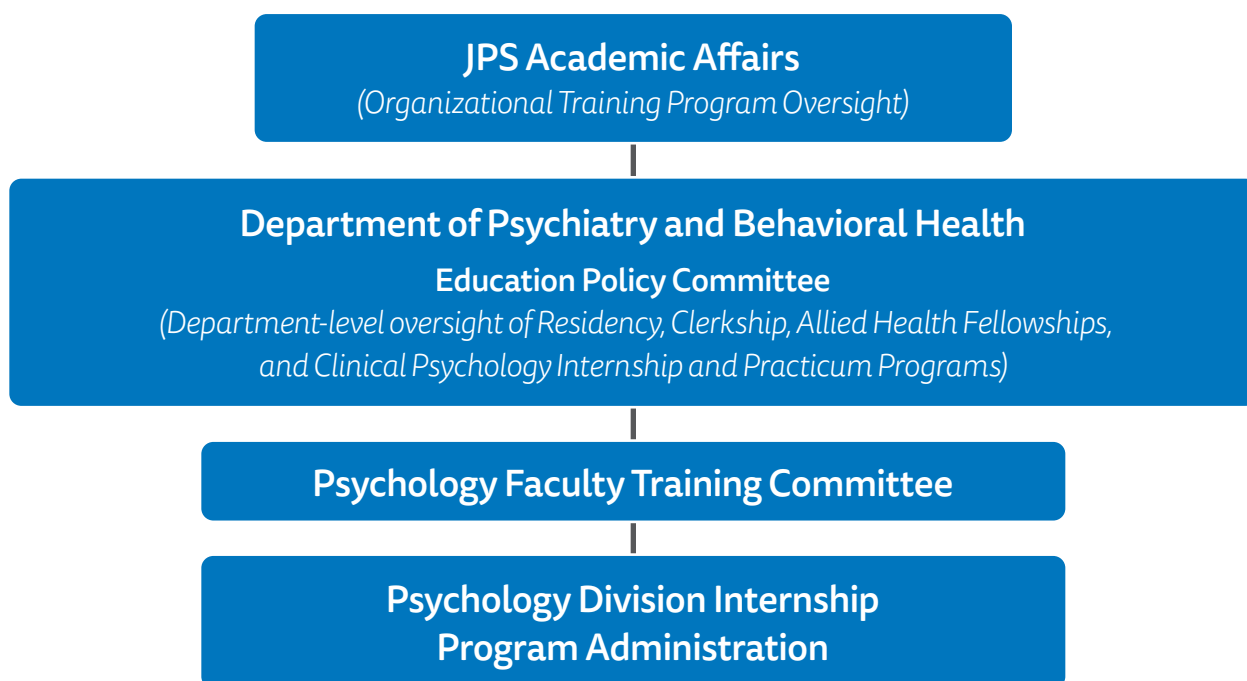 JPS Academic Affairs
(Organizational Training Program Oversight)
Department of Psychiatry and Behavioral Health
Education Policy Committee
(Department-level oversight of Residency, Clerkship, Allied Health Fellowships,
and Clinical Psychology Internship and Practicum Programs)
Psychology Faculty Training Committee
Psychology Division Internship
Program Administration